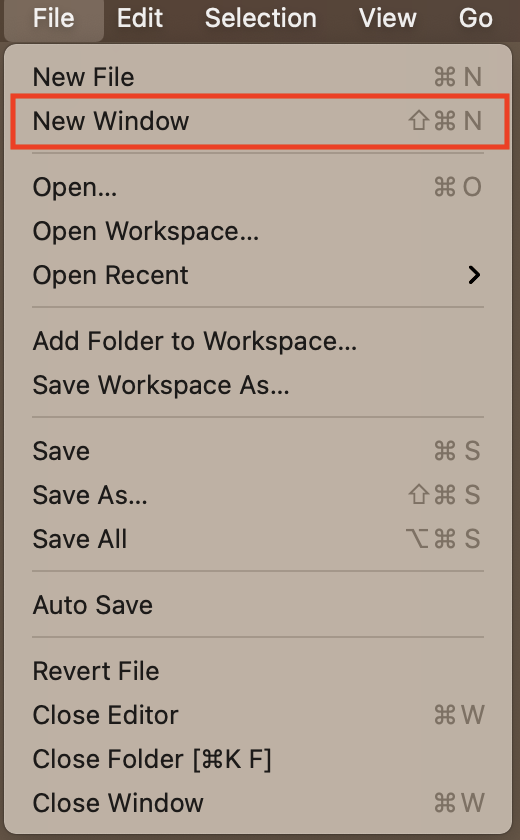 File Edit Selection View Go
New File ⌘ N
New Window ⇧⌘ N
Open... ⌘ O
Open Workspace...
Open Recent
Add Folder to Workspace...
Save Workspace As...
Save ⌘ S
Save As... ⇧⌘ S
Save All ⌥⌘ S
Auto Save
Revert File
Close Editor ⌘ W
Close Folder [⌘K F]
Close Window ⌘ W